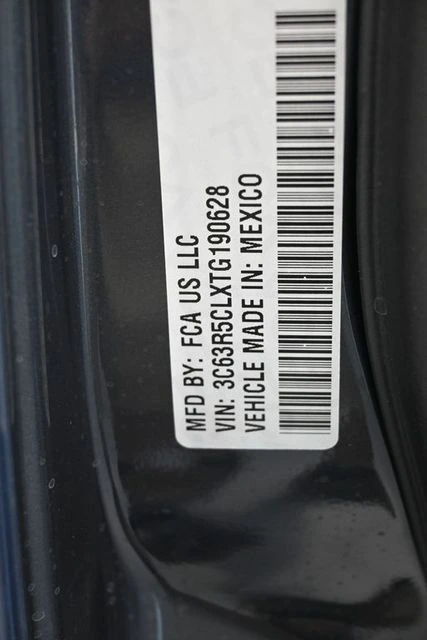 MFD BY: FCA US LLC
VIN: 3C63R5CLXTG190628
VEHICLE MADE IN: MEXICO